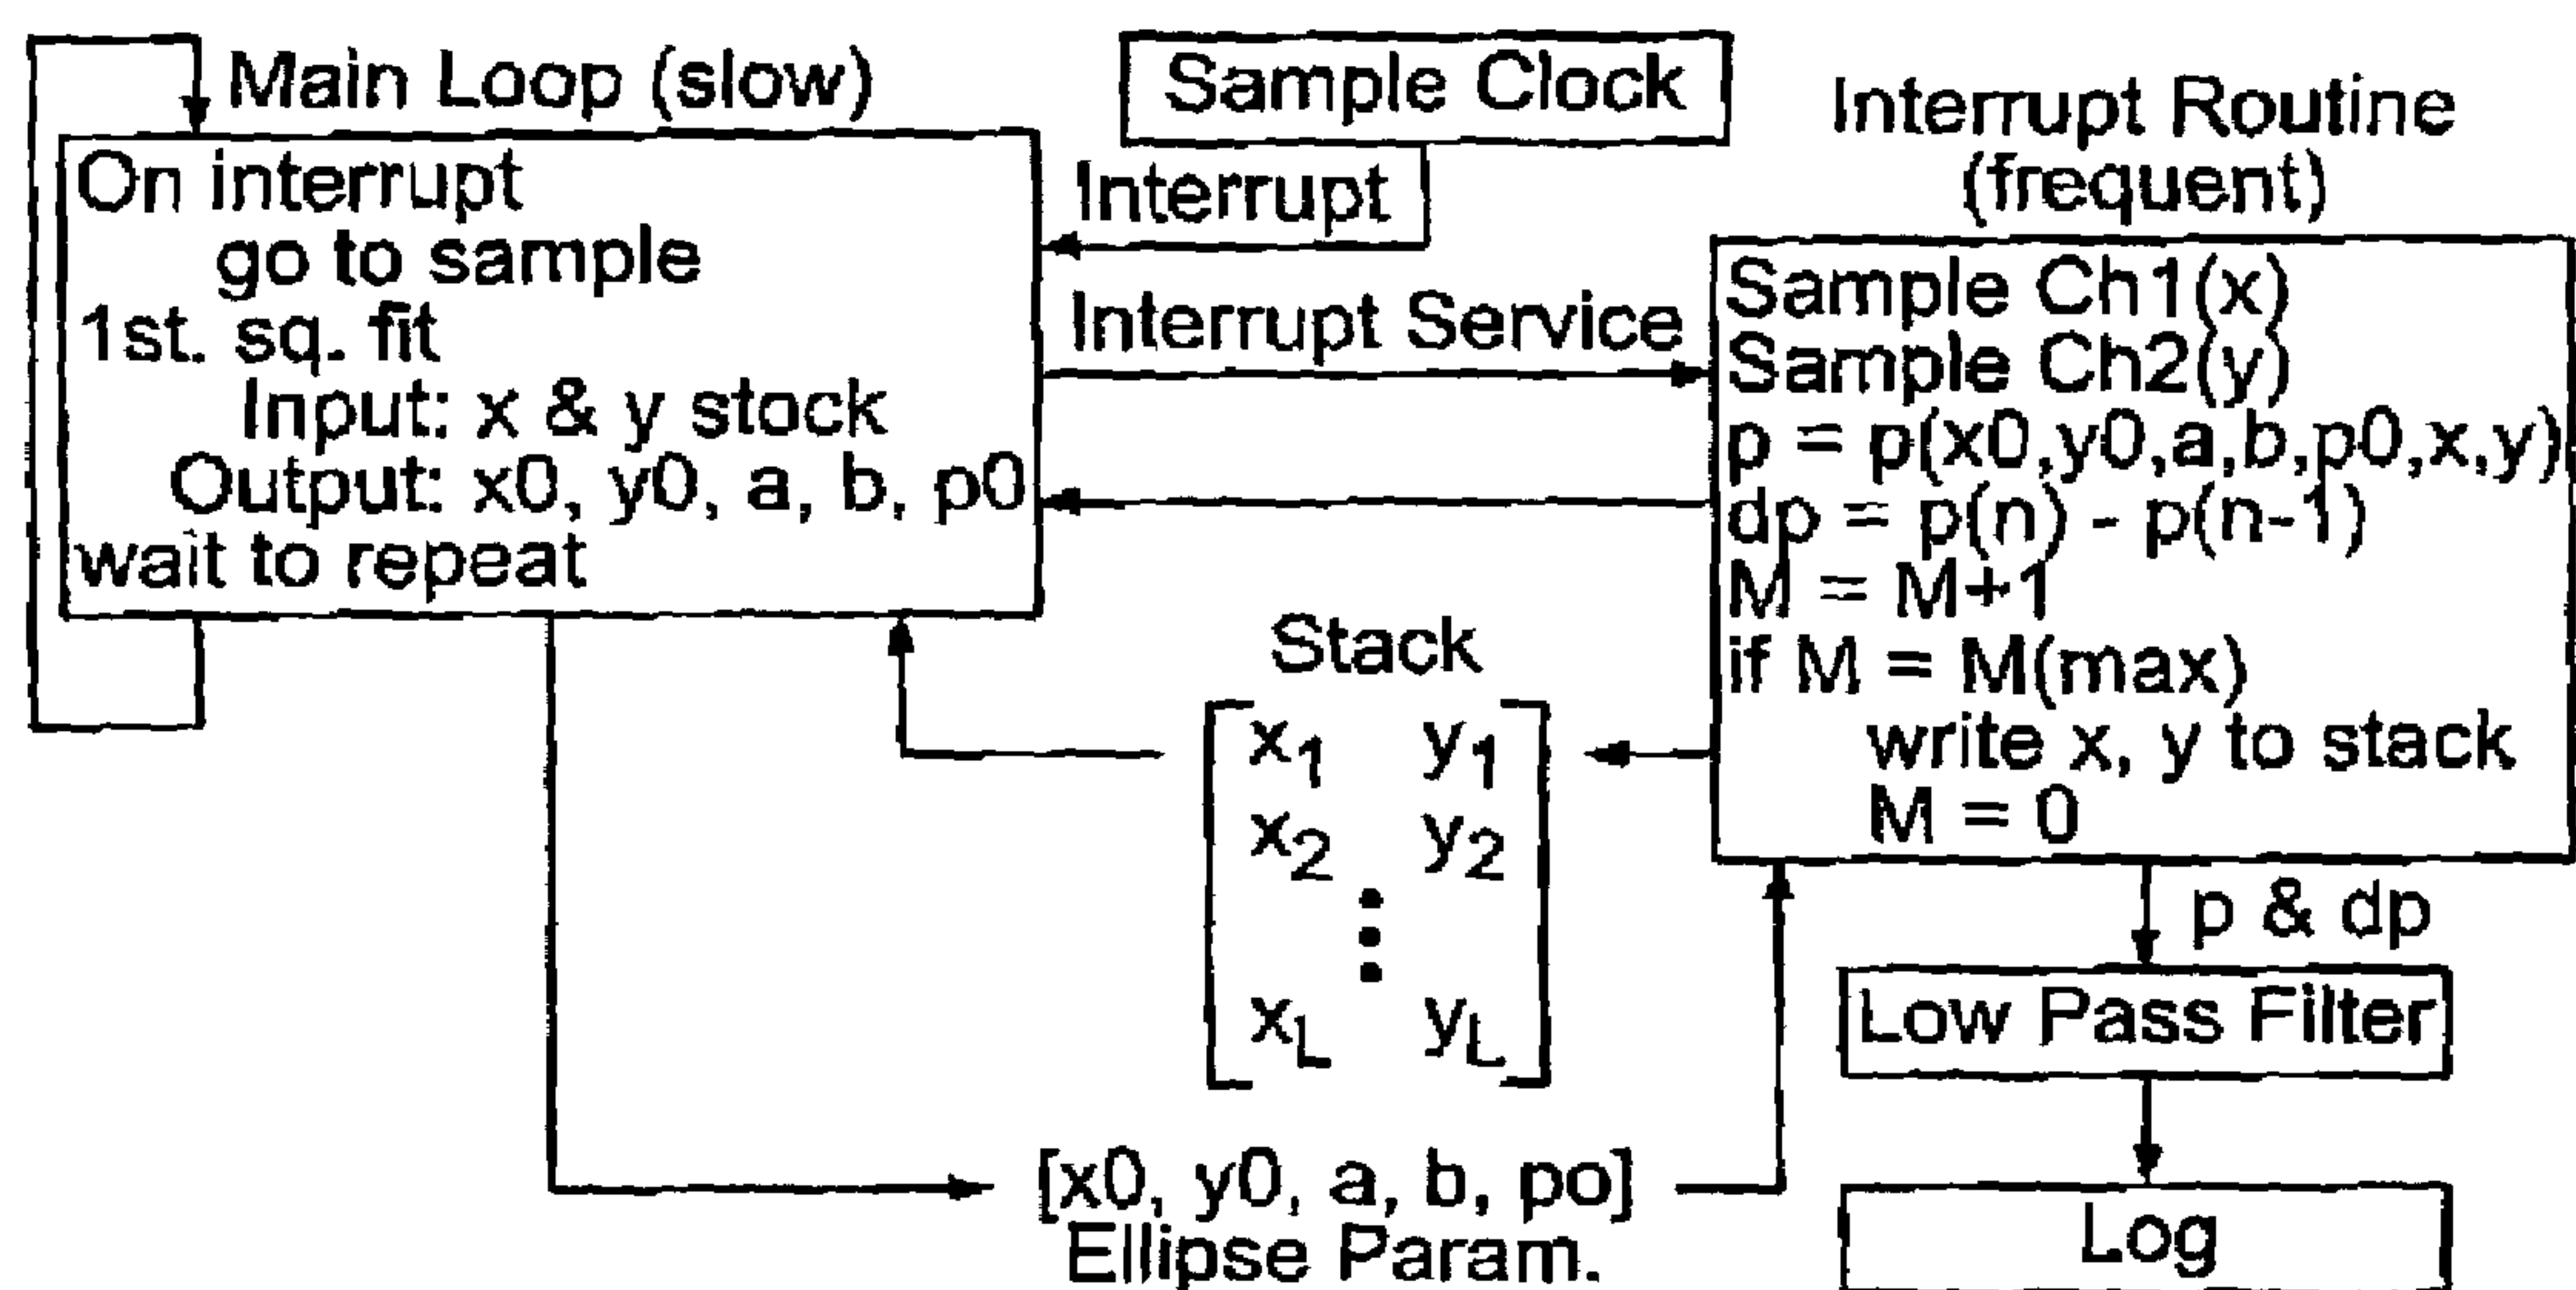 Main Loop (slow)
On interrupt
go to sample
1st. sq. fit
Input: x & y stack
Output: x0, y0, a, b, p0
wait to repeat
Sample Clock
Interrupt
Interrupt Service
Interrupt Routine
(frequent)
Sample Ch1(x)
Sample Ch2(y)
p = p(x0,y0,a,b,p0,x,y)
dp = p(n) - p(n-1)
M = M+1
if M = M(max)
write x, y to stack
M = 0
Stack
x₁ y₁
x₂ y₂
x_L y_L
[x0, y0, a, b, po]
Ellipse Param.
p & dp
Low Pass Filter
Log